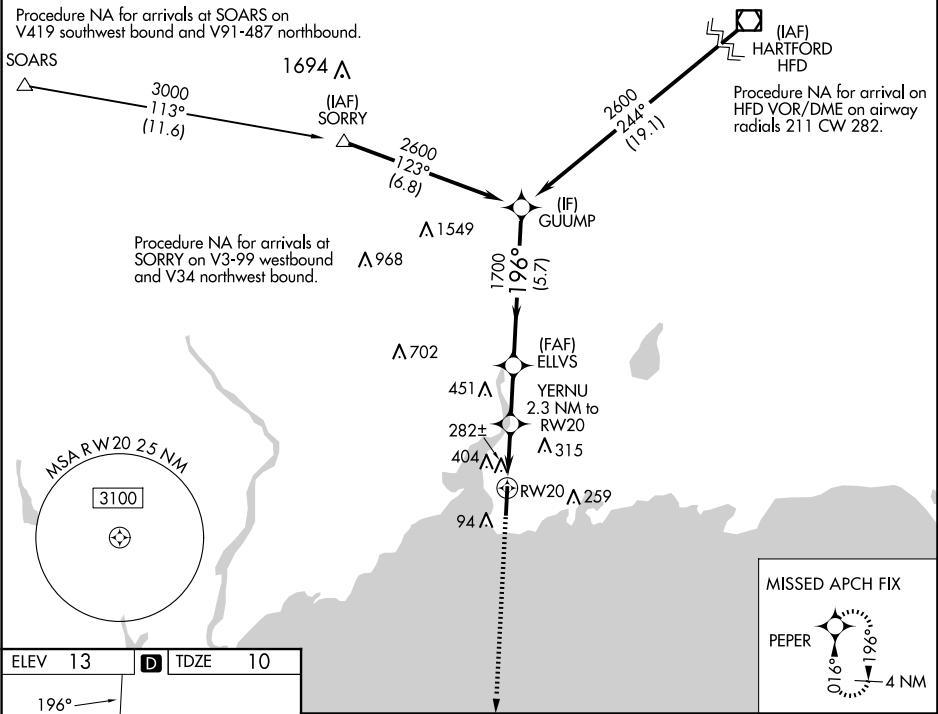 Procedure NA for arrivals at SOARS on
V419 southwest bound and V91-487 northbound.
SOARS
1694
3000
113°
(11.6)
(IAF)
SORRY
2600
123°
(6.8)
(IAF)
HARTFORD
HFD
2600
244°
(19.1)
Procedure NA for arrival on
HFD VOR/DME on airway
radials 211 CW 282.
(IF)
GUUMP
1549
968
Procedure NA for arrivals at
SORRY on V3-99 westbound
and V34 northwest bound.
1700
196°
(5.7)
702
(FAF)
ELLVS
451
YERNU
2.3 NM to
RW20
282±
315
404
RW20
259
94
MSA RW20 25 NM
3100
MISSED APCH FIX
PEPER
016°
196°
4 NM
ELEV 13 D TDZE 10
196°